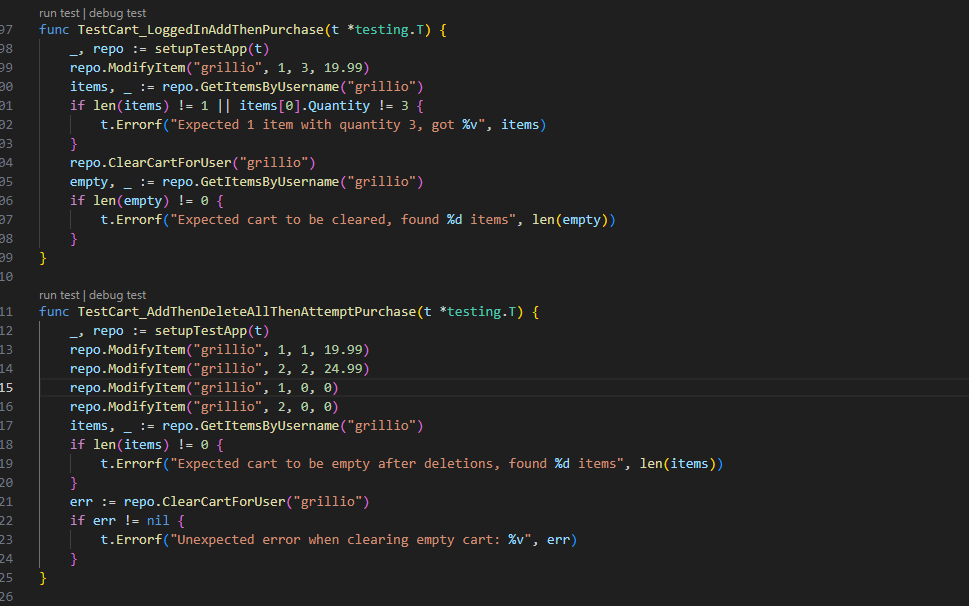 run test | debug test
97 func TestCart_LoggedInAddThenPurchase(t *testing.T) {
98 _, repo := setupTestApp(t)
99 repo.ModifyItem("grillio", 1, 3, 19.99)
00 items, _ := repo.GetItemsByUsername("grillio")
01 if len(items) != 1 || items[0].Quantity != 3 {
02 t.Errorf("Expected 1 item with quantity 3, got %v", items)
03 }
04 repo.ClearCartForUser("grillio")
05 empty, _ := repo.GetItemsByUsername("grillio")
06 if len(empty) != 0 {
07 t.Errorf("Expected cart to be cleared, found %d items", len(empty))
08 }
09 }
10
run test | debug test
11 func TestCart_AddThenDeleteAllThenAttemptPurchase(t *testing.T) {
12 _, repo := setupTestApp(t)
13 repo.ModifyItem("grillio", 1, 1, 19.99)
14 repo.ModifyItem("grillio", 2, 2, 24.99)
15 repo.ModifyItem("grillio", 1, 0, 0)
16 repo.ModifyItem("grillio", 2, 0, 0)
17 items, _ := repo.GetItemsByUsername("grillio")
18 if len(items) != 0 {
19 t.Errorf("Expected cart to be empty after deletions, found %d items", len(items))
20 }
21 err := repo.ClearCartForUser("grillio")
22 if err != nil {
23 t.Errorf("Unexpected error when clearing empty cart: %v", err)
24 }
25 }
26